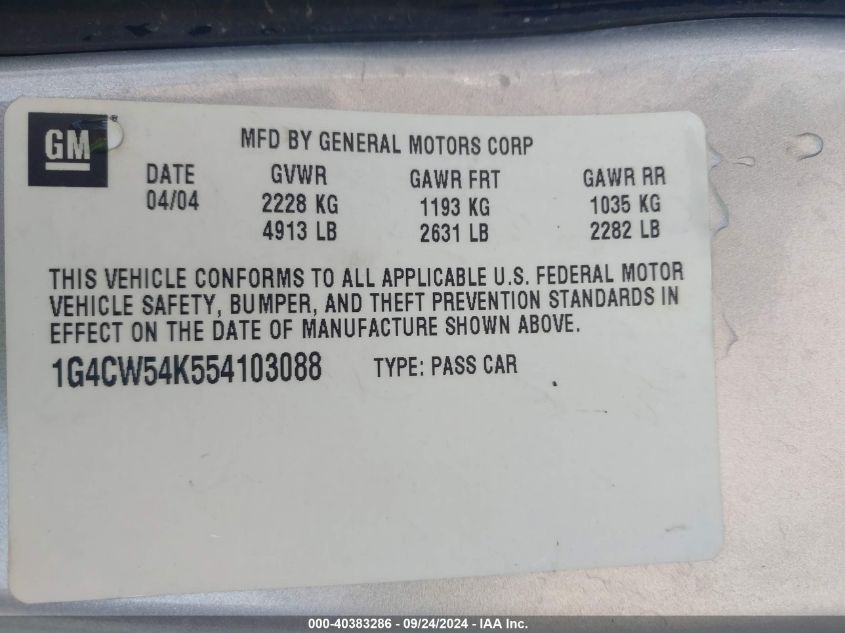 GM
MFD BY GENERAL MOTORS CORP
DATE GVWR GAWR FRT GAWR RR
04/04 2228 KG 1193 KG 1035 KG
4913 LB 2631 LB 2282 LB
THIS VEHICLE CONFORMS TO ALL APPLICABLE U.S. FEDERAL MOTOR
VEHICLE SAFETY, BUMPER, AND THEFT PREVENTION STANDARDS IN
EFFECT ON THE DATE OF MANUFACTURE SHOWN ABOVE.
1G4CW54K554103088 TYPE: PASS CAR
000-40383286 - 09/24/2024 - IAA Inc.